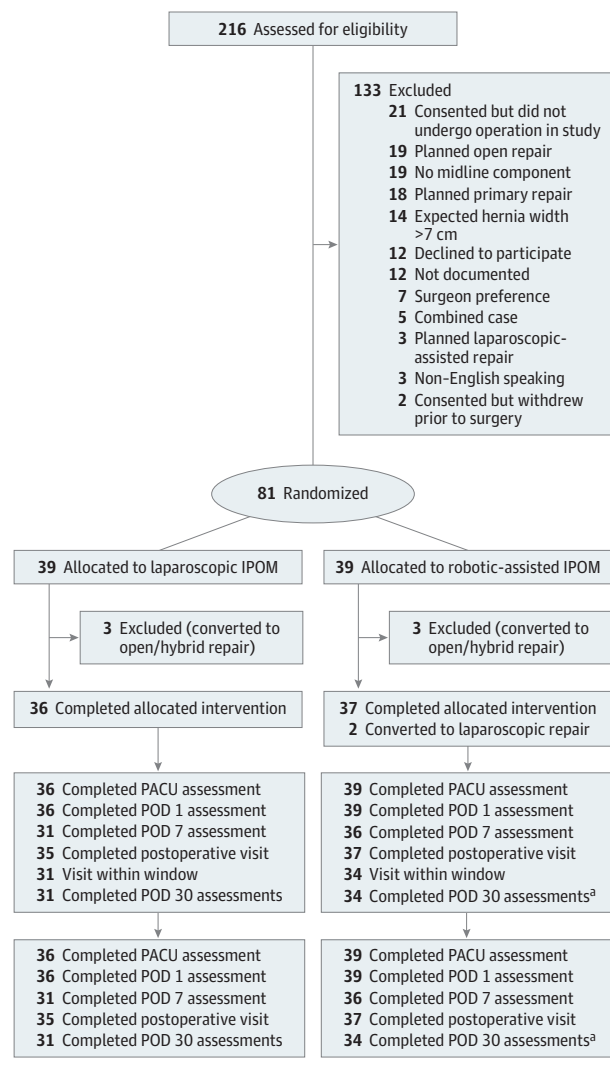 216 Assessed for eligibility
133 Excluded
21 Consented but did not
undergo operation in study
19 Planned open repair
19 No midline component
18 Planned primary repair
14 Expected hernia width
>7 cm
12 Declined to participate
12 Not documented
7 Surgeon preference
5 Combined case
3 Planned laparoscopic-
assisted repair
3 Non-English speaking
2 Consented but withdrew
prior to surgery
81 Randomized
39 Allocated to laparoscopic IPOM
3 Excluded (converted to
open/hybrid repair)
36 Completed allocated intervention
36 Completed PACU assessment
36 Completed POD 1 assessment
31 Completed POD 7 assessment
35 Completed postoperative visit
31 Visit within window
31 Completed POD 30 assessments
36 Completed PACU assessment
36 Completed POD 1 assessment
31 Completed POD 7 assessment
35 Completed postoperative visit
31 Completed POD 30 assessments
39 Allocated to robotic-assisted IPOM
3 Excluded (converted to
open/hybrid repair)
37 Completed allocated intervention
2 Converted to laparoscopic repair
39 Completed PACU assessment
39 Completed POD 1 assessment
36 Completed POD 7 assessment
37 Completed postoperative visit
34 Visit within window
34 Completed POD 30 assessmentsᵃ
39 Completed PACU assessment
39 Completed POD 1 assessment
36 Completed POD 7 assessment
37 Completed postoperative visit
34 Completed POD 30 assessmentsᵃ